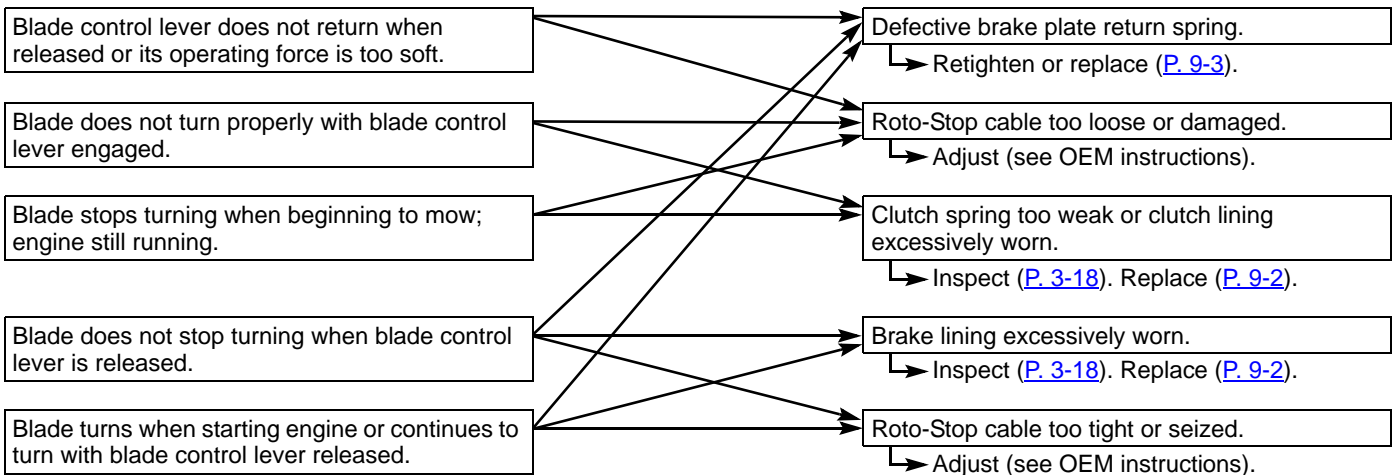 Blade control lever does not return when
released or its operating force is too soft.
Blade does not turn properly with blade control
lever engaged.
Blade stops turning when beginning to mow;
engine still running.
Blade does not stop turning when blade control
lever is released.
Blade turns when starting engine or continues to
turn with blade control lever released.
Defective brake plate return spring.
Retighten or replace (P. 9-3).
Roto-Stop cable too loose or damaged.
Adjust (see OEM instructions).
Clutch spring too weak or clutch lining
excessively worn.
Inspect (P. 3-18). Replace (P. 9-2).
Brake lining excessively worn.
Inspect (P. 3-18). Replace (P. 9-2).
Roto-Stop cable too tight or seized.
Adjust (see OEM instructions).